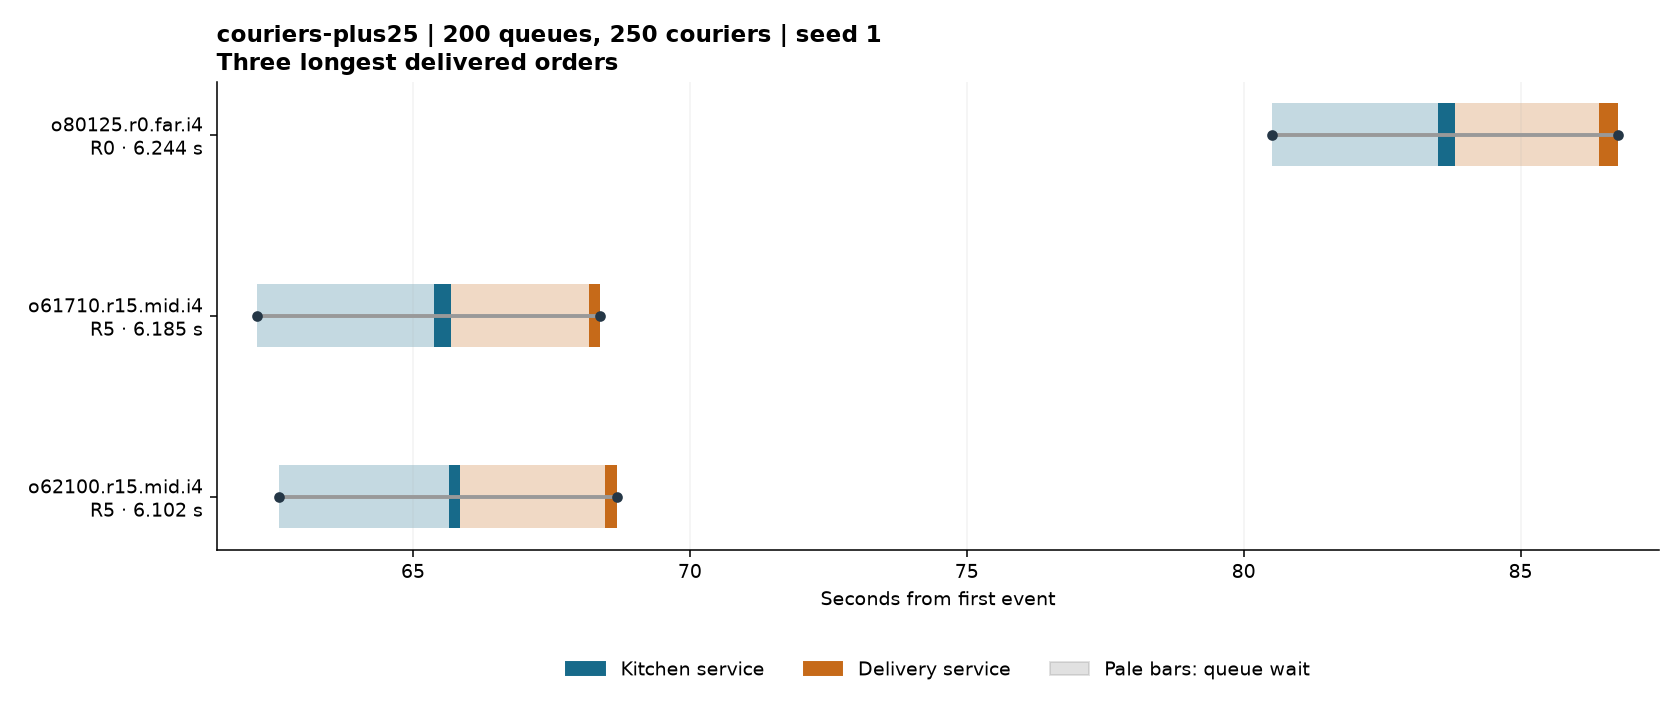 couriers-plus25 | 200 queues, 250 couriers | seed 1
Three longest delivered orders
o80125.r0.far.i4
R0 · 6.244 s
o61710.r15.mid.i4
R5 · 6.185 s
o62100.r15.mid.i4
R5 · 6.102 s
65 70 75 80 85
Seconds from first event
Kitchen service Delivery service Pale bars: queue wait